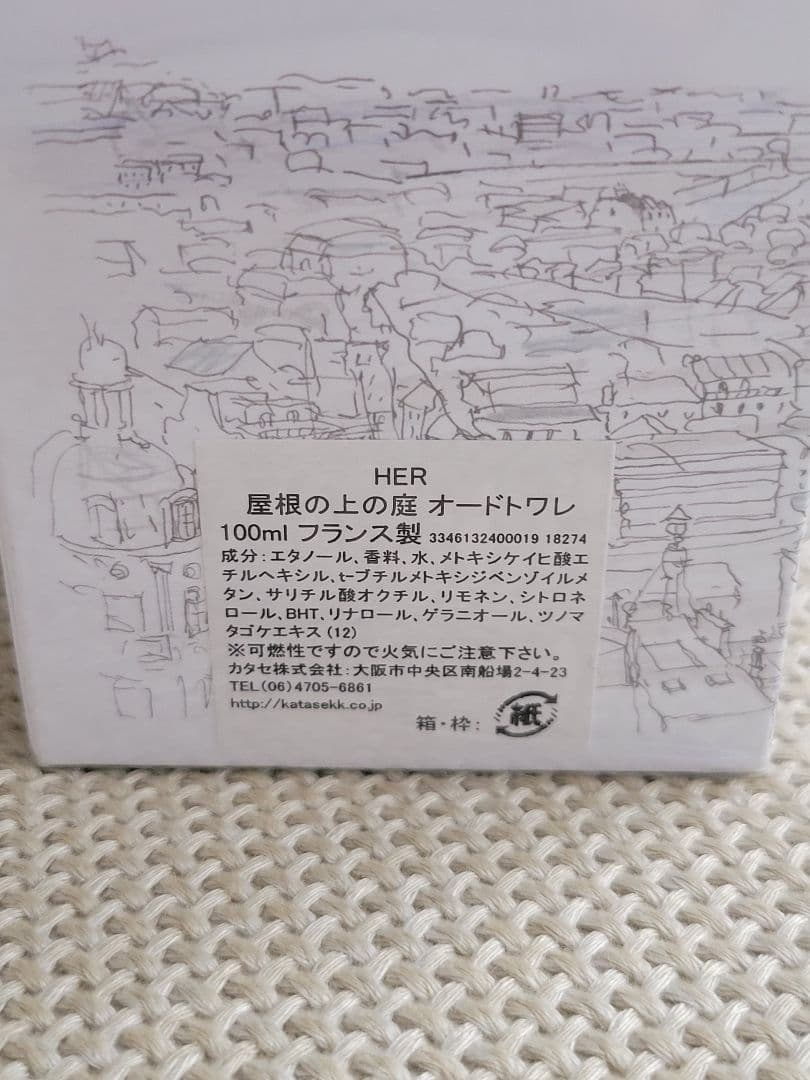 HER
屋根の上の庭 オードトワレ
100ml フランス製 3346132400019 18274
成分:エタノール、香料、水、メトキシケイヒ酸エ
チルヘキシル、t-ブチルメトキシジベンゾイルメ
タン、サリチル酸オクチル、リモネン、シトロネ
ロール、BHT、リナロール、ゲラニオール、ツノマ
タゴケエキス(12)
※可燃性ですので火気にご注意下さい。
カタセ株式会社:大阪市中央区南船場2-4-23
TEL(06)4705-6861
http://katasekk.co.jp
箱・枠: 紙